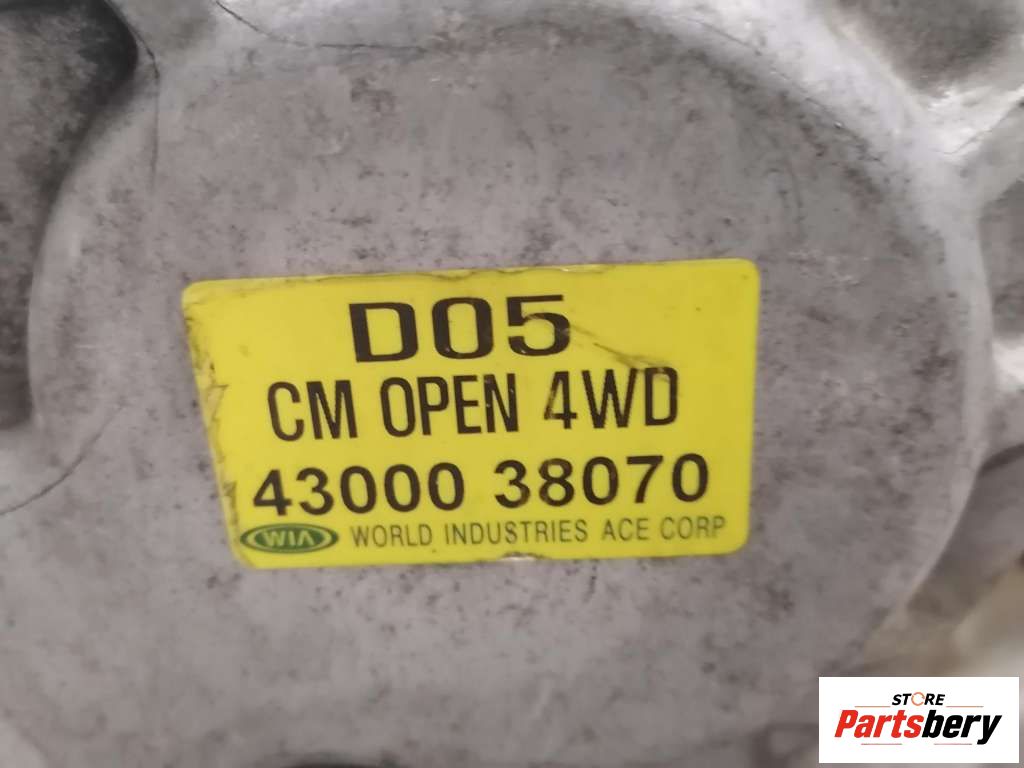 D05
CM OPEN 4WD
43000 38070
WIA WORLD INDUSTRIES ACE CORP
STORE
Partsbery